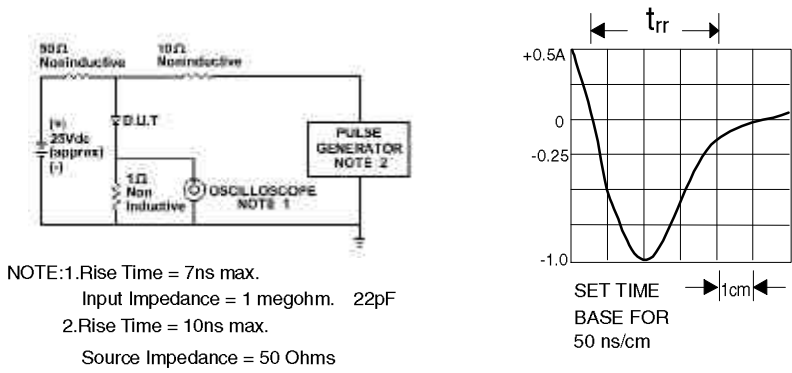 50Ω
Noninductive
10Ω
Noninductive
D.U.T
(+)
25Vdc
(approx)
(-)
1Ω
Non
Inductive
OSCILLOSCOPE
NOTE 1
PULSE
GENERATOR
NOTE 2
NOTE:1.Rise Time = 7ns max.
Input Impedance = 1 megohm. 22pF
2.Rise Time = 10ns max.
Source Impedance = 50 Ohms
trr
+0.5A
0
-0.25
-1.0
1cm
SET TIME
BASE FOR
50 ns/cm